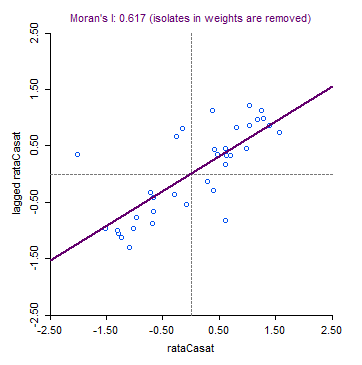 Moran's I: 0.617 (isolates in weights are removed)
2.50
1.50
0.50
-0.50
-1.50
-2.50
lagged rataCasat
-2.50 -1.50 -0.50 0.50 1.50 2.50
rataCasat